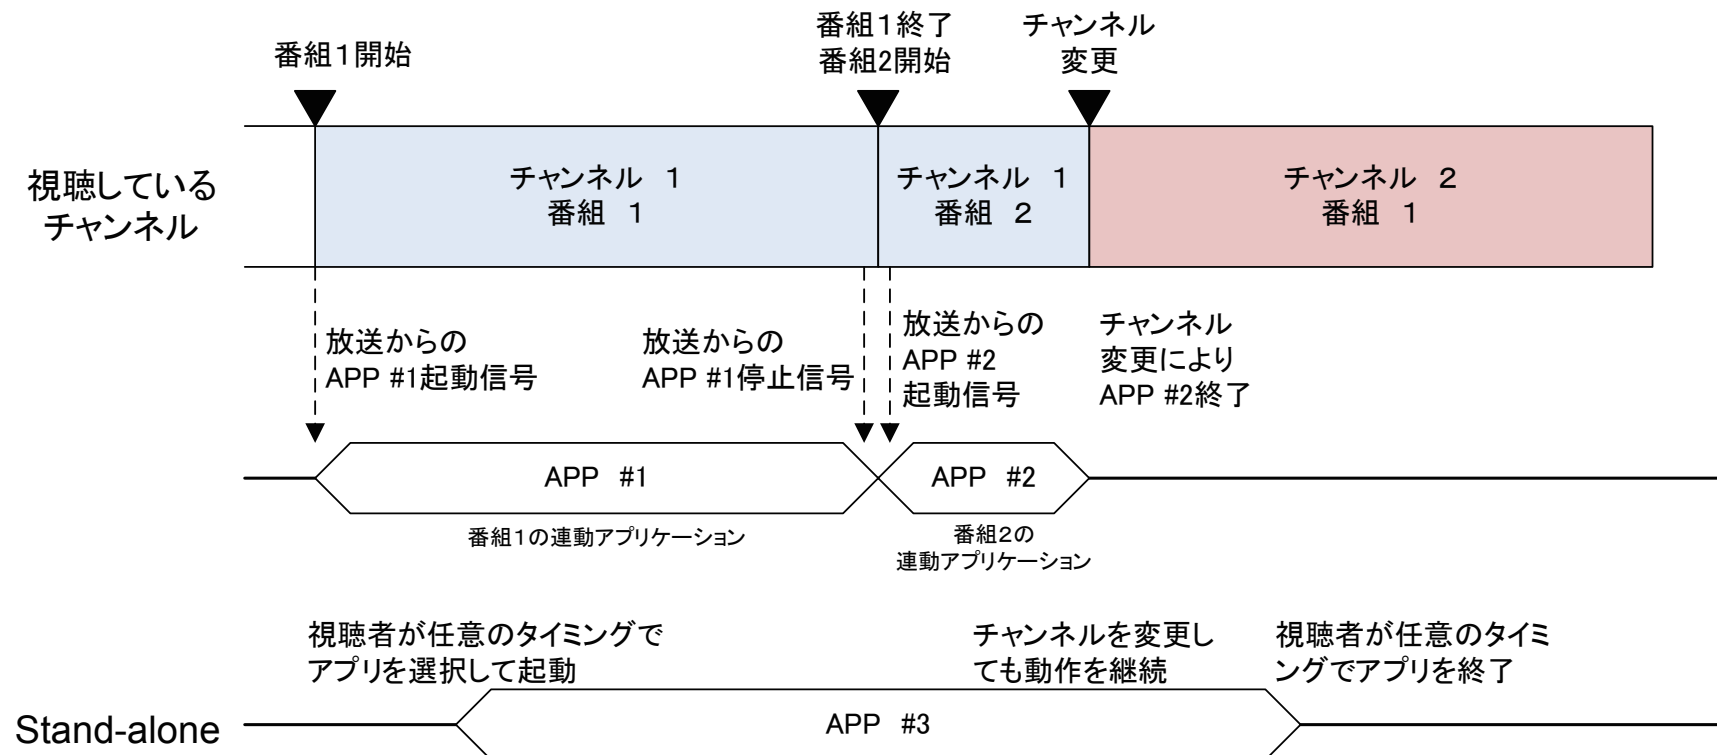 番組１開始
番組１終了
番組2開始
チャンネル
変更
視聴している
チャンネル
チャンネル　1
番組　1
チャンネル　1
番組　2
チャンネル　2
番組　1
放送からの
APP #1起動信号
放送からの
APP #1停止信号
放送からの
APP #2
起動信号
チャンネル
変更により
APP #2終了
APP #1
APP #2
番組１の連動アプリケーション
番組２の
連動アプリケーション
視聴者が任意のタイミングで
アプリを選択して起動
チャンネルを変更し
ても動作を継続
視聴者が任意のタイミ
ングでアプリを終了
Stand-alone
APP #3